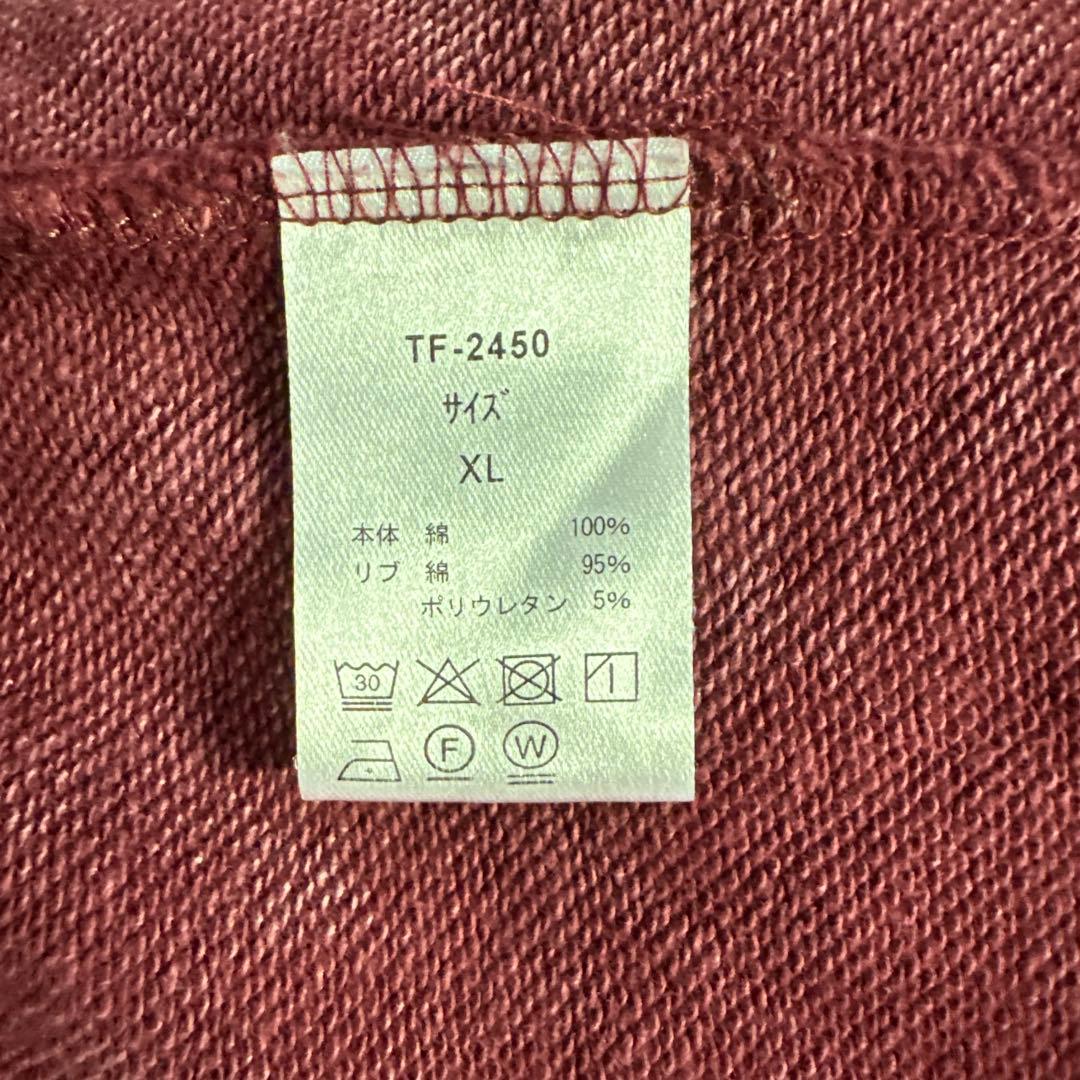 TF-2450
サイズ
XL
本体 綿 100%
リブ 綿 95%
ポリウレタン 5%
30
F W